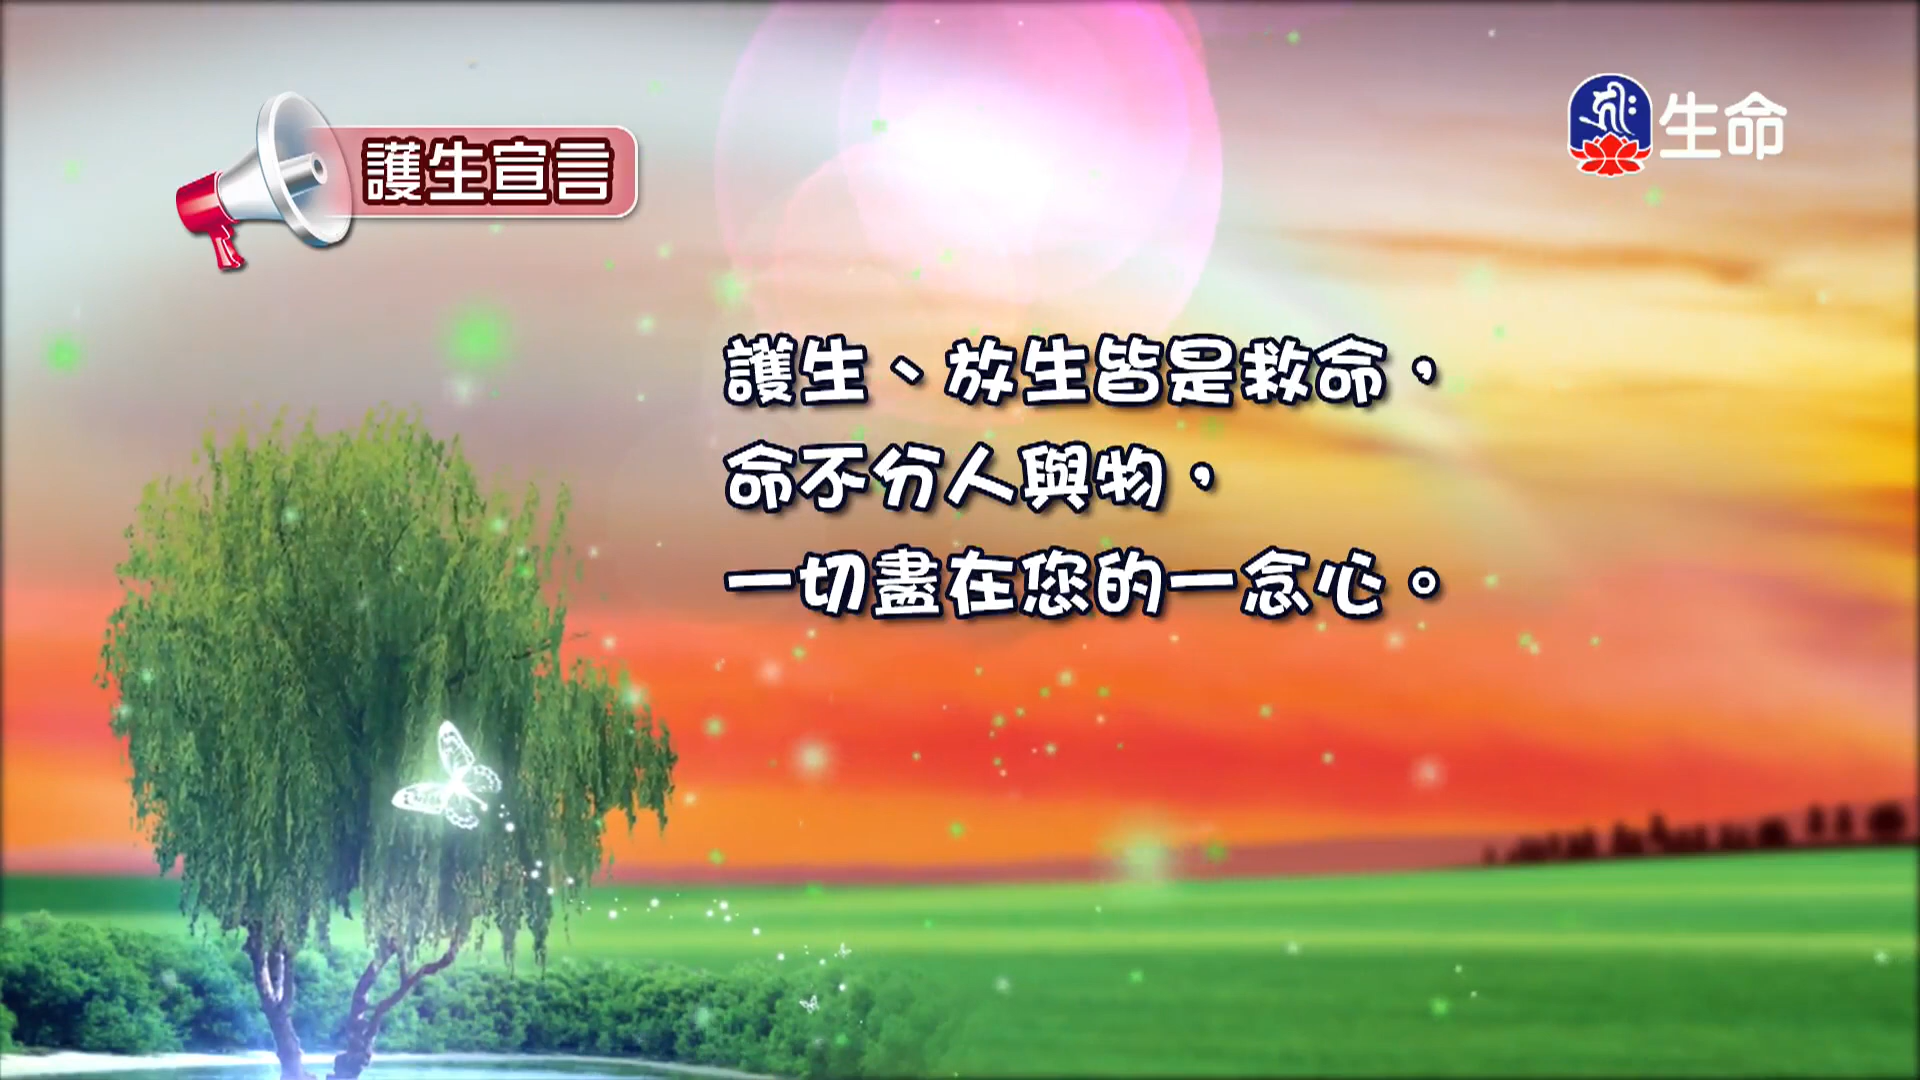 護生宣言
生命
護生、放生皆是救命，
命不分人與物，
一切盡在您的一念心。